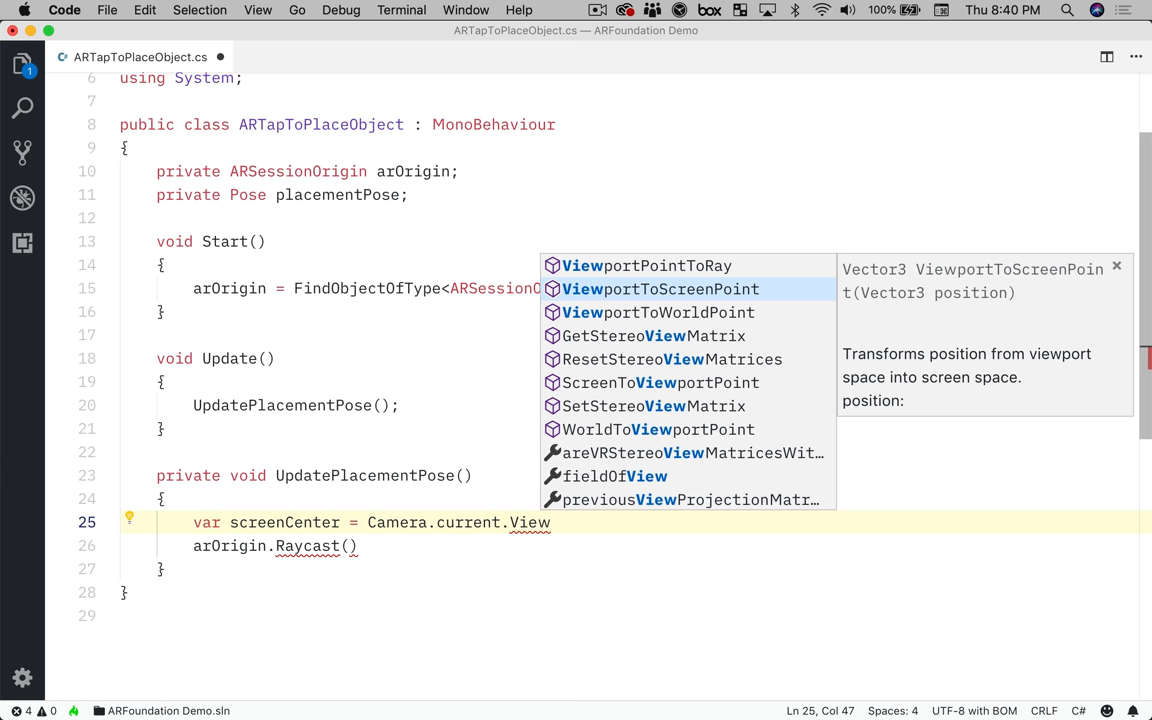 Code File Edit Selection View Go Debug Terminal Window Help box 100% Thu 8:40 PM
ARTapToPlaceObject.cs — ARFoundation Demo
1
ARTapToPlaceObject.cs
6 using System;
7
8 public class ARTapToPlaceObject : MonoBehaviour
9 {
10 private ARSessionOrigin arOrigin;
11 private Pose placementPose;
12
13 void Start()
14 {
15 arOrigin = FindObjectOfType<ARSessionO
16 }
17
18 void Update()
19 {
20 UpdatePlacementPose();
21 }
22
23 private void UpdatePlacementPose()
24 {
25 var screenCenter = Camera.current.View
26 arOrigin.Raycast()
27 }
28 }
29
ViewportPointToRay
ViewportToScreenPoint
ViewportToWorldPoint
GetStereoViewMatrix
ResetStereoViewMatrices
ScreenToViewportPoint
SetStereoViewMatrix
WorldToViewportPoint
areVRStereoViewMatricesWit...
fieldOfView
previousViewProjectionMatr...
Vector3 ViewportToScreenPoin
t(Vector3 position)
Transforms position from viewport
space into screen space.
position:
4 0 ARFoundation Demo.sln Ln 25, Col 47 Spaces: 4 UTF-8 with BOM CRLF C#